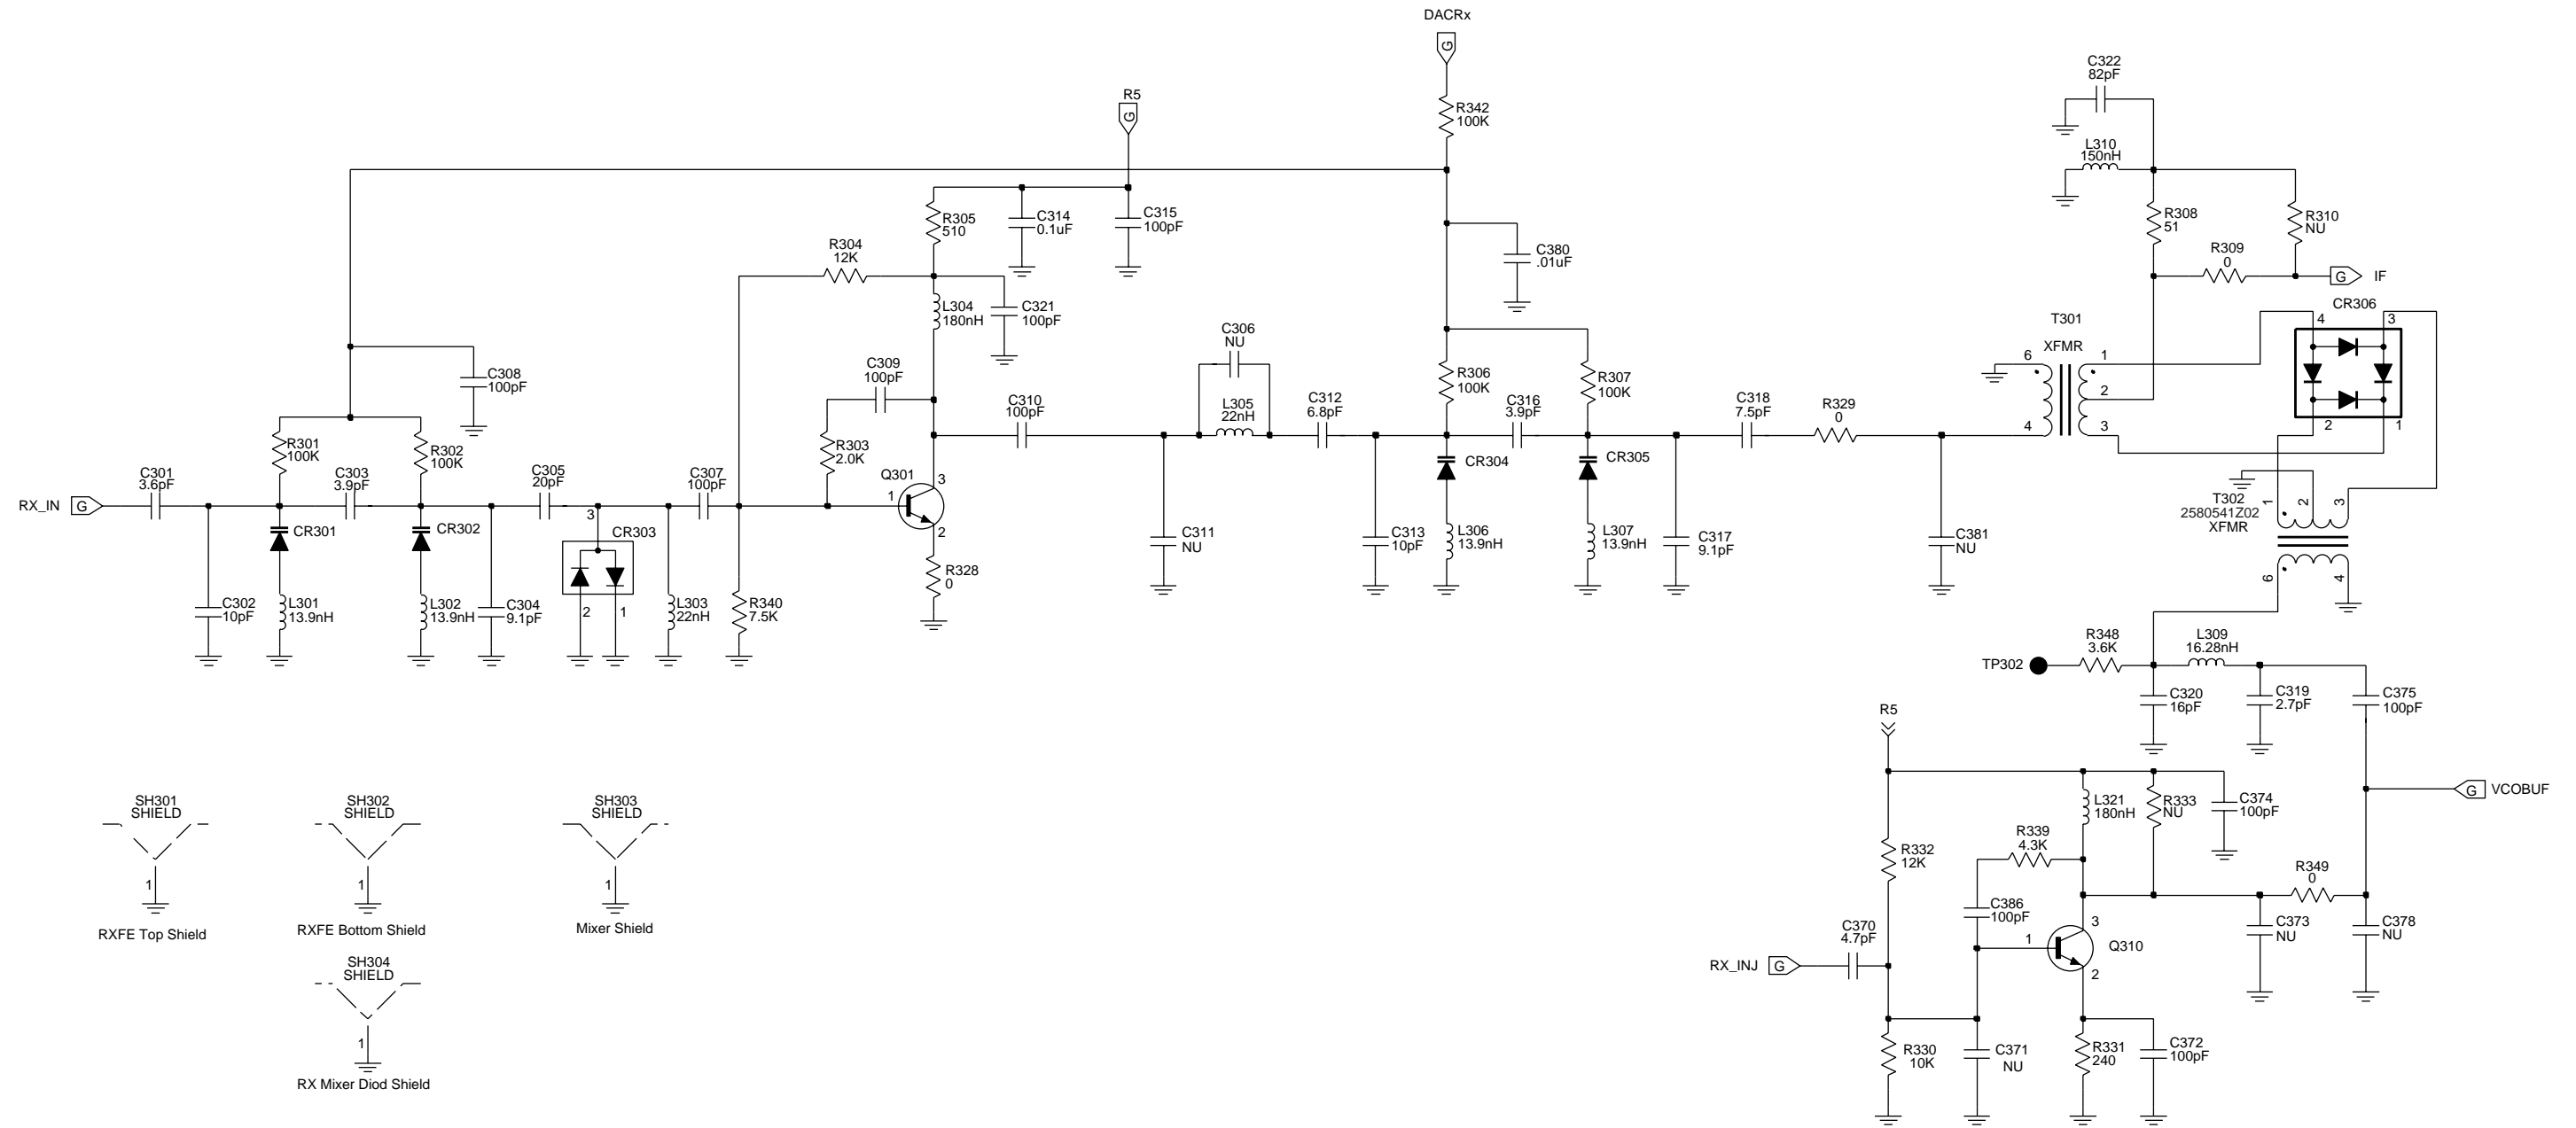 DACRx
G
R342
100K
R5
G
C322
82pF
L310
150nH
R308
51
R310
NU
R309
0
G
IF
R305
510
C314
0.1uF
C315
100pF
R304
12K
C380
.01uF
L304
180nH
C321
100pF
C306
NU
L305
22nH
C308
100pF
C309
100pF
R303
2.0K
C310
100pF
C312
6.8pF
R306
100K
C316
3.9pF
R307
100K
C318
7.5pF
R329
0
T301
XFMR
6
4
1
2
3
CR306
4
3
2
1
R301
100K
R302
100K
C301
3.6pF
C303
3.9pF
C305
20pF
C307
100pF
RX_IN
G
CR301
CR302
3
CR303
2
1
Q301
1
3
2
R328
0
CR304
CR305
C311
NU
C313
10pF
L306
13.9nH
L307
13.9nH
C317
9.1pF
C381
NU
T302
2580541Z02
XFMR
1
2
3
6
4
C302
10pF
L301
13.9nH
L302
13.9nH
C304
9.1pF
L303
22nH
R340
7.5K
TP302
R348
3.6K
L309
16.28nH
C320
16pF
C319
2.7pF
C375
100pF
R5
G
VCOBUF
L321
180nH
R333
NU
C374
100pF
R332
12K
R339
4.3K
R349
0
C386
100pF
C373
NU
C378
NU
C370
4.7pF
RX_INJ
G
1
3
2
Q310
R330
10K
C371
NU
R331
240
C372
100pF
SH301
SHIELD
1
RXFE Top Shield
SH302
SHIELD
1
RXFE Bottom Shield
SH303
SHIELD
1
Mixer Shield
SH304
SHIELD
1
RX Mixer Diod Shield